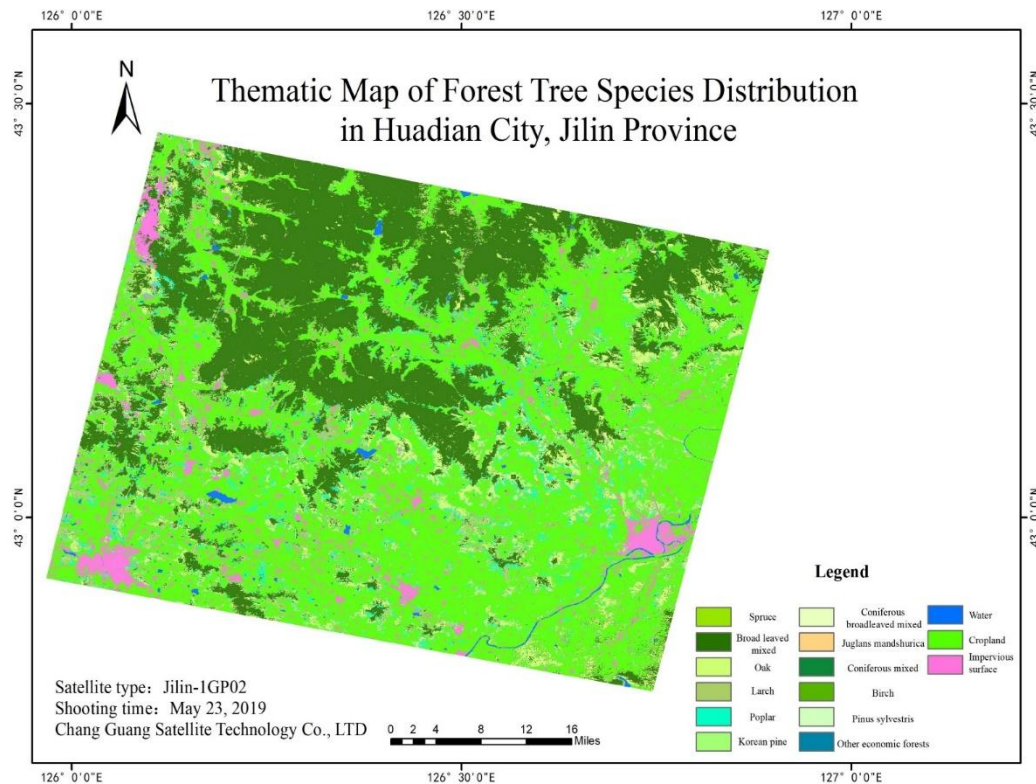 126° 0'0"E
126° 30'0"E
127° 0'0"E
43° 30'0"N
43° 30'0"N
N
Thematic Map of Forest Tree Species Distribution
in Huadian City, Jilin Province
43° 0'0"N
43° 0'0"N
Legend
Spruce
Broad leaved
mixed
Oak
Larch
Poplar
Korean pine
Coniferous
broadleaved mixed
Juglans mandshurica
Coniferous mixed
Birch
Pinus sylvestris
Other economic forests
Water
Cropland
Impervious
surface
Satellite type：Jilin-1GP02
Shooting time：May 23, 2019
Chang Guang Satellite Technology Co., LTD
0 2 4 8 12 16
Miles
126° 0'0"E
126° 30'0"E
127° 0'0"E